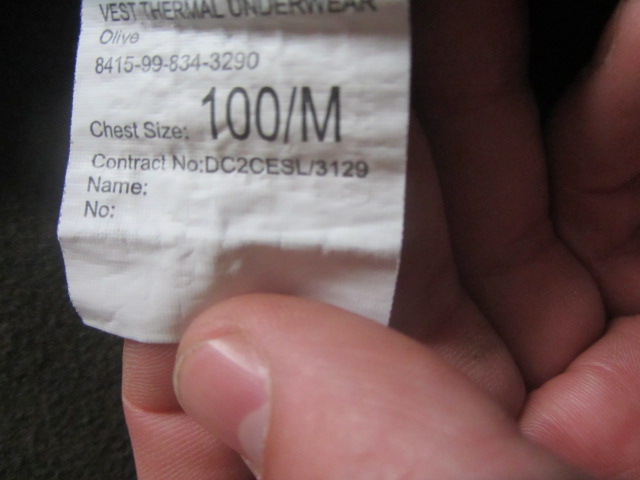 VEST THERMAL UNDERWEAR
Olive
8415-99-834-3290
Chest Size: 100/M
Contract No:DC2CESL/3129
Name:
No: